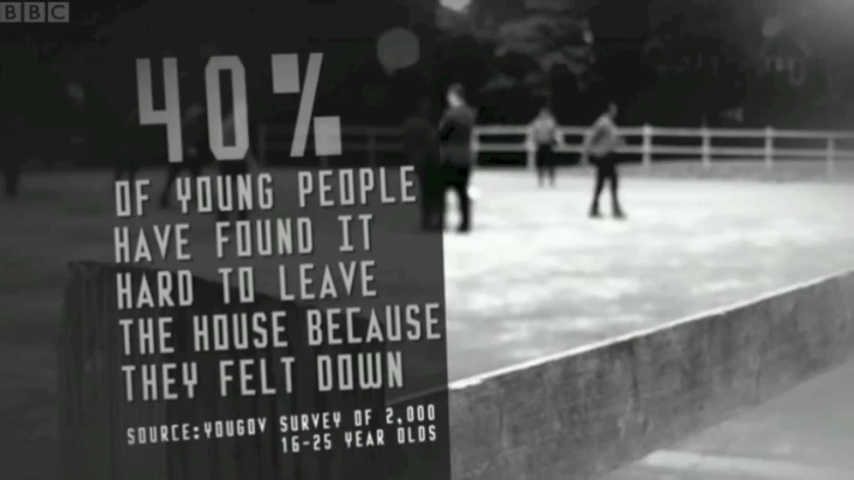 BBC
40%
OF YOUNG PEOPLE
HAVE FOUND IT
HARD TO LEAVE
THE HOUSE BECAUSE
THEY FELT DOWN
SOURCE:YOUGOV SURVEY OF 2,000
16-25 YEAR OLDS